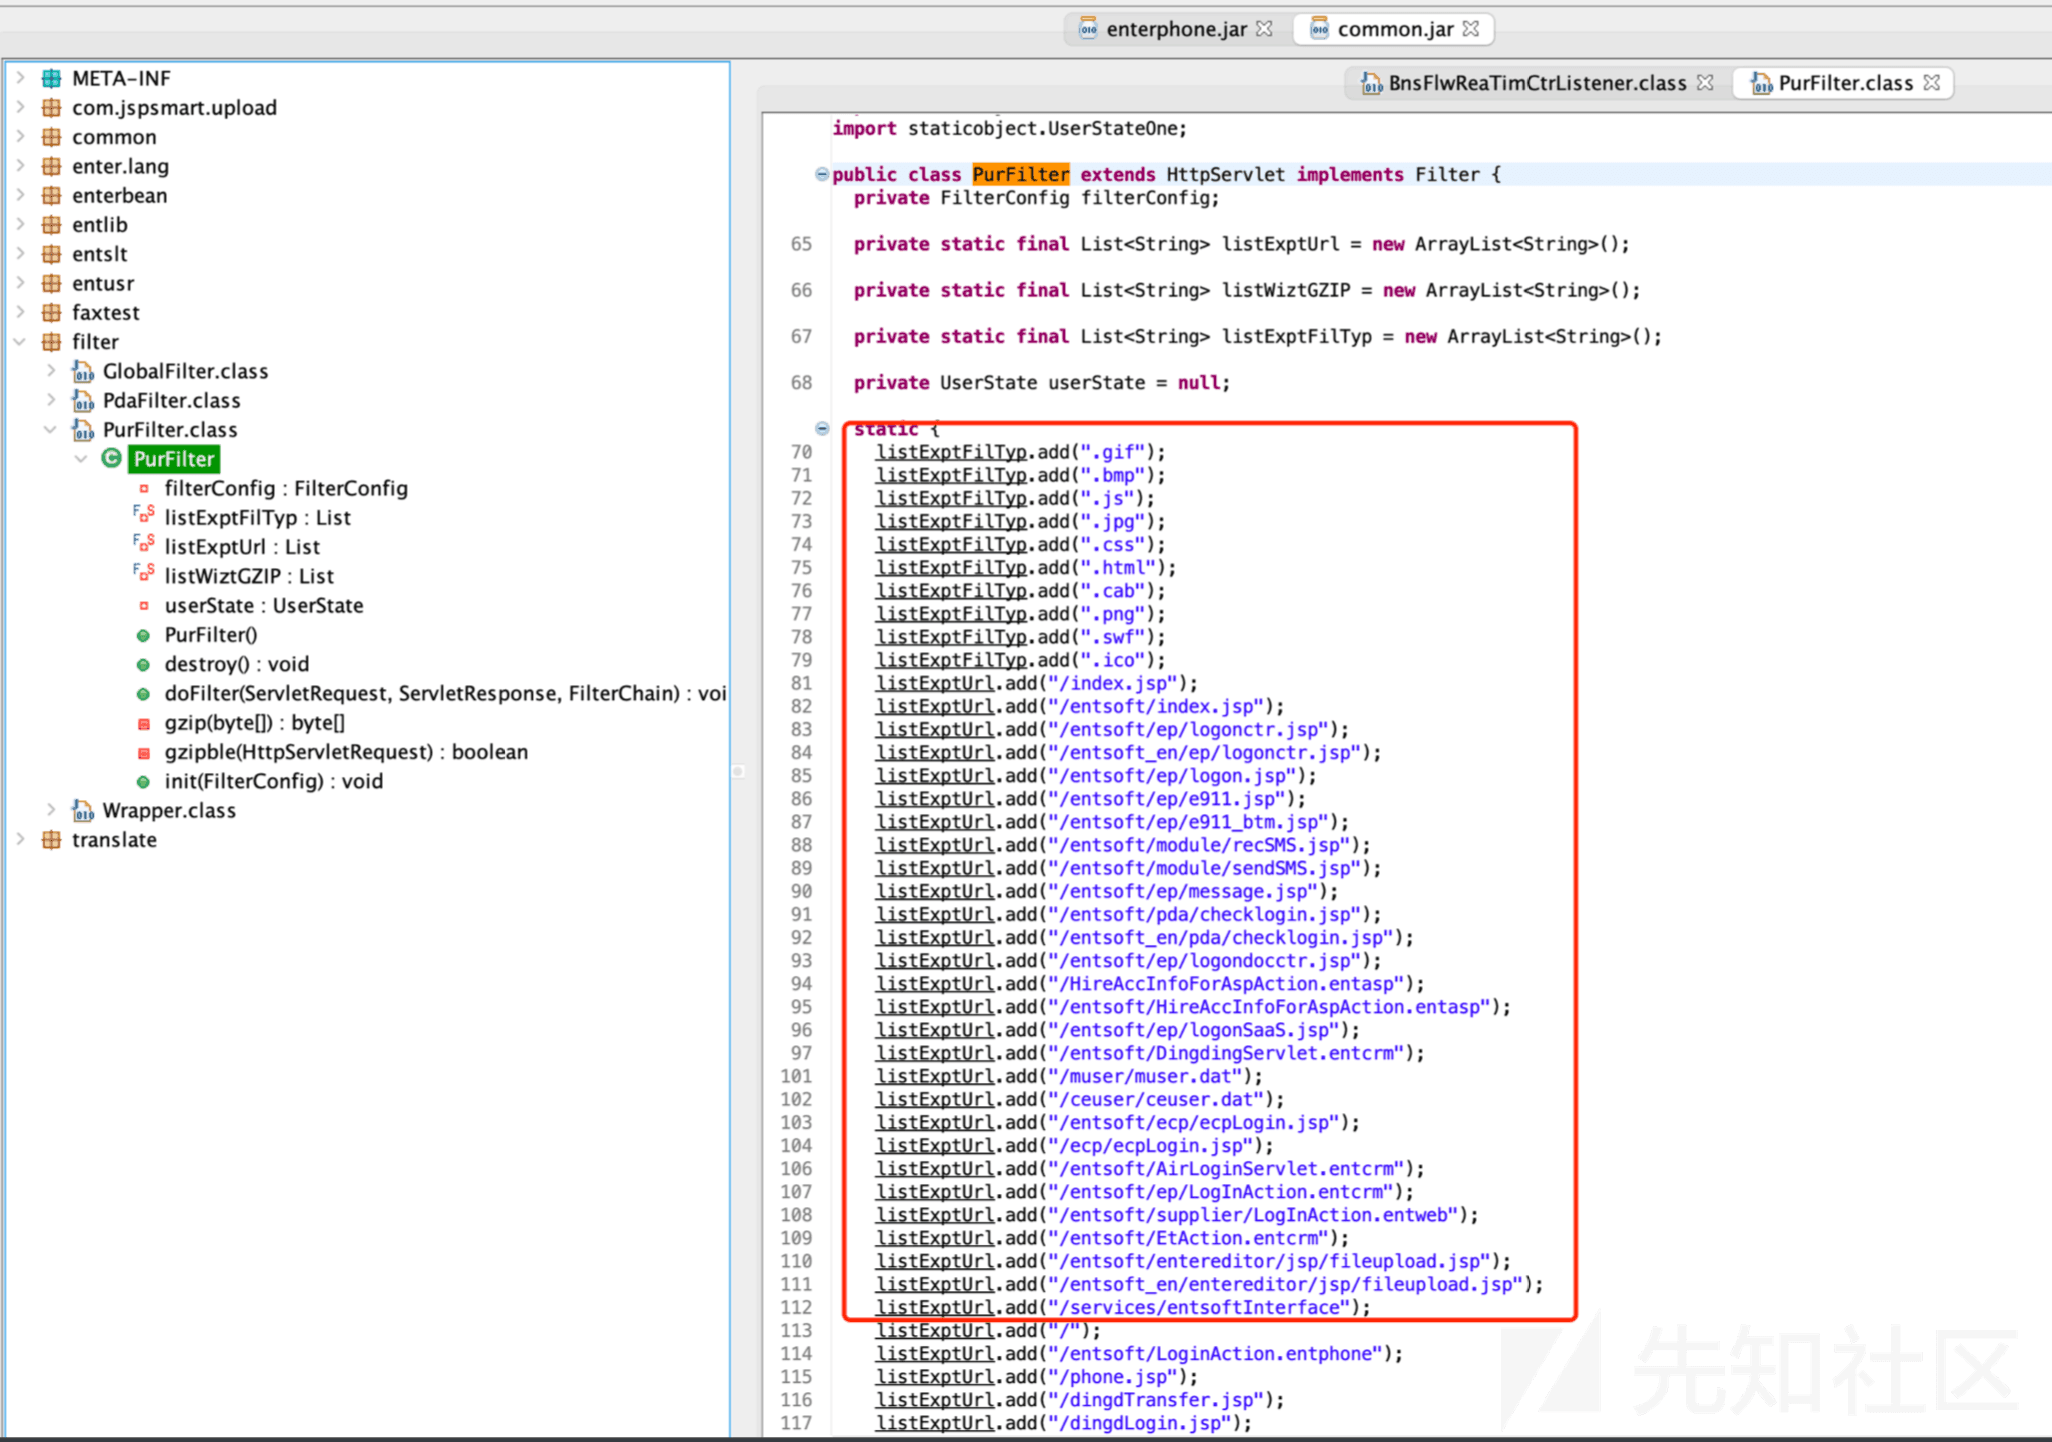 enterphone.jar
common.jar
META-INF
com.jspsmart.upload
common
enter.lang
enterbean
entlib
entslt
entusr
faxtest
filter
GlobalFilter.class
PdaFilter.class
PurFilter.class
PurFilter
filterConfig : FilterConfig
listExptFilTyp : List
listExptUrl : List
listWiztGZIP : List
userState : UserState
PurFilter()
destroy() : void
doFilter(ServletRequest, ServletResponse, FilterChain) : voi
gzip(byte[]) : byte[]
gzipble(HttpServletRequest) : boolean
init(FilterConfig) : void
Wrapper.class
translate
BnsFlwReaTimCtrListener.class
PurFilter.class
import staticobject.UserStateOne;
public class PurFilter extends HttpServlet implements Filter {
private FilterConfig filterConfig;
65 private static final List<String> listExptUrl = new ArrayList<String>();
66 private static final List<String> listWiztGZIP = new ArrayList<String>();
67 private static final List<String> listExptFilTyp = new ArrayList<String>();
68 private UserState userState = null;
static {
70 listExptFilTyp.add(".gif");
71 listExptFilTyp.add(".bmp");
72 listExptFilTyp.add(".js");
73 listExptFilTyp.add(".jpg");
74 listExptFilTyp.add(".css");
75 listExptFilTyp.add(".html");
76 listExptFilTyp.add(".cab");
77 listExptFilTyp.add(".png");
78 listExptFilTyp.add(".swf");
79 listExptFilTyp.add(".ico");
81 listExptUrl.add("/index.jsp");
82 listExptUrl.add("/entsoft/index.jsp");
83 listExptUrl.add("/entsoft/ep/logonctr.jsp");
84 listExptUrl.add("/entsoft_en/ep/logonctr.jsp");
85 listExptUrl.add("/entsoft/ep/logon.jsp");
86 listExptUrl.add("/entsoft/ep/e911.jsp");
87 listExptUrl.add("/entsoft/ep/e911_btm.jsp");
88 listExptUrl.add("/entsoft/module/recSMS.jsp");
89 listExptUrl.add("/entsoft/module/sendSMS.jsp");
90 listExptUrl.add("/entsoft/ep/message.jsp");
91 listExptUrl.add("/entsoft/pda/checklogin.jsp");
92 listExptUrl.add("/entsoft_en/pda/checklogin.jsp");
93 listExptUrl.add("/entsoft/ep/logondocctr.jsp");
94 listExptUrl.add("/HireAccInfoForAspAction.entasp");
95 listExptUrl.add("/entsoft/HireAccInfoForAspAction.entasp");
96 listExptUrl.add("/entsoft/ep/logonSaaS.jsp");
97 listExptUrl.add("/entsoft/DingdingServlet.entcrm");
101 listExptUrl.add("/muser/muser.dat");
102 listExptUrl.add("/ceuser/ceuser.dat");
103 listExptUrl.add("/entsoft/ecp/ecpLogin.jsp");
104 listExptUrl.add("/ecp/ecpLogin.jsp");
106 listExptUrl.add("/entsoft/AirLoginServlet.entcrm");
107 listExptUrl.add("/entsoft/ep/LogInAction.entcrm");
108 listExptUrl.add("/entsoft/supplier/LogInAction.entweb");
109 listExptUrl.add("/entsoft/EtAction.entcrm");
110 listExptUrl.add("/entsoft/entereditor/jsp/fileupload.jsp");
111 listExptUrl.add("/entsoft_en/entereditor/jsp/fileupload.jsp");
112 listExptUrl.add("/services/entsoftInterface");
113 listExptUrl.add("/");
114 listExptUrl.add("/entsoft/LoginAction.entphone");
115 listExptUrl.add("/phone.jsp");
116 listExptUrl.add("/dingdTransfer.jsp");
117 listExptUrl.add("/dingdLogin.jsp");
先知社区